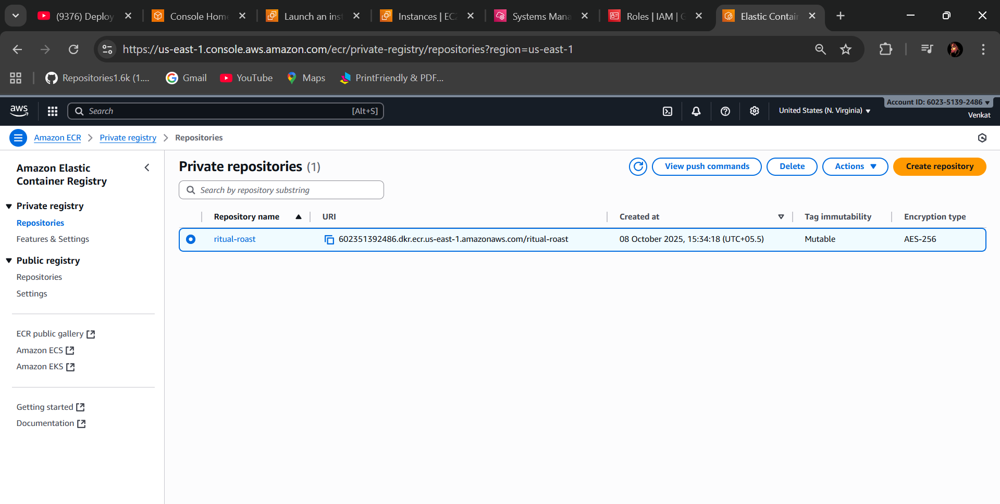 (9376) Deploy
Console Hom
Launch an inst
Instances | EC2
Systems Mana
Roles | IAM | G
Elastic Contain
https://us-east-1.console.aws.amazon.com/ecr/private-registry/repositories?region=us-east-1
Repositories1.6k (1....
Gmail
YouTube
Maps
PrintFriendly & PDF...
aws
Search
[Alt+S]
United States (N. Virginia)
Account ID: 6023-5139-2486
Venkat
Amazon ECR
Private registry
Repositories
Amazon Elastic
Container Registry
Private registry
Repositories
Features & Settings
Public registry
Repositories
Settings
ECR public gallery
Amazon ECS
Amazon EKS
Getting started
Documentation
Private repositories (1)
View push commands
Delete
Actions
Create repository
Search by repository substring
Repository name
URI
Created at
Tag immutability
Encryption type
ritual-roast
602351392486.dkr.ecr.us-east-1.amazonaws.com/ritual-roast
08 October 2025, 15:34:18 (UTC+05.5)
Mutable
AES-256